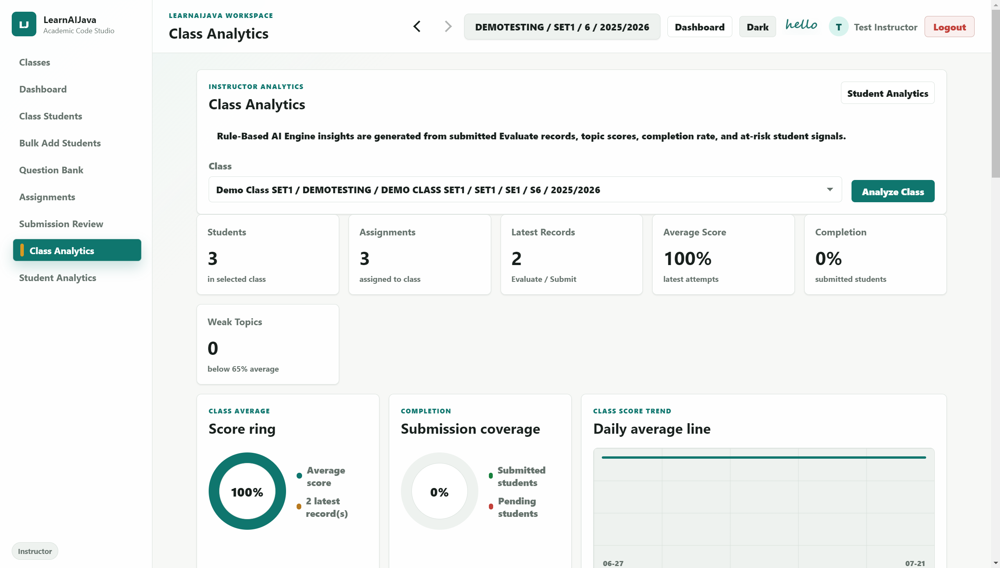 LJ
LearnAIJava
Academic Code Studio
Classes
Dashboard
Class Students
Bulk Add Students
Question Bank
Assignments
Submission Review
Class Analytics
Student Analytics
Instructor
LEARNAIJAVA WORKSPACE
Class Analytics
DEMOTESTING / SET1 / 6 / 2025/2026
Dashboard
Dark
hello
T
Test Instructor
Logout
INSTRUCTOR ANALYTICS
Class Analytics
Student Analytics
Rule-Based AI Engine insights are generated from submitted Evaluate records, topic scores, completion rate, and at-risk student signals.
Class
Demo Class SET1 / DEMOTESTING / DEMO CLASS SET1 / SET1 / SE1 / S6 / 2025/2026
Analyze Class
Students
3
in selected class
Assignments
3
assigned to class
Latest Records
2
Evaluate / Submit
Average Score
100%
latest attempts
Completion
0%
submitted students
Weak Topics
0
below 65% average
CLASS AVERAGE
Score ring
100%
Average
score
2 latest
record(s)
COMPLETION
Submission coverage
0%
Submitted
students
Pending
students
CLASS SCORE TREND
Daily average line
06-27
07-21